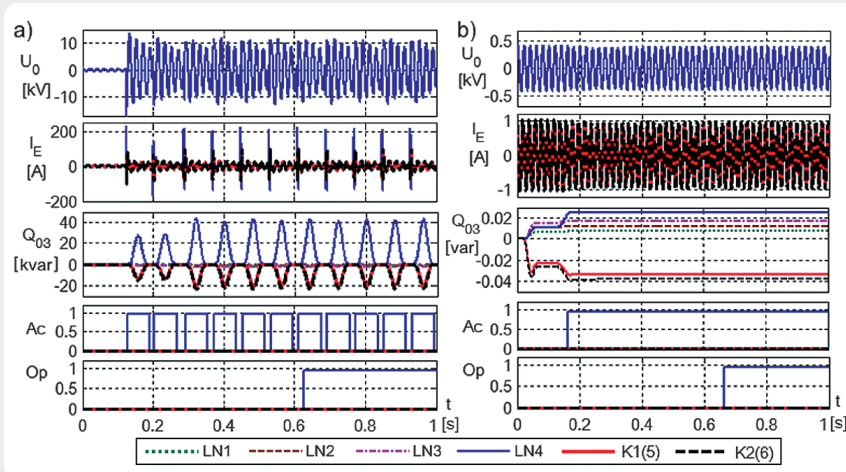 a)
10
U0
0
[kV]
-10
200
IE
0
[A]
-200
40
Q03
20
[kvar]
0
-20
1
Ac
0.5
0
1
Op
0.5
0
t
0 0.2 0.4 0.6 0.8 1 [s]
b)
0.5
U0
0
[kV]
-0.5
1
IE
0
[A]
-1
Q03 0.02
0
[var]
-0.02
-0.04
1
Ac
0.5
0
1
Op
0.5
0
t
0 0.2 0.4 0.6 0.8 1 [s]
LN1 LN2 LN3 LN4 K1(5) K2(6)